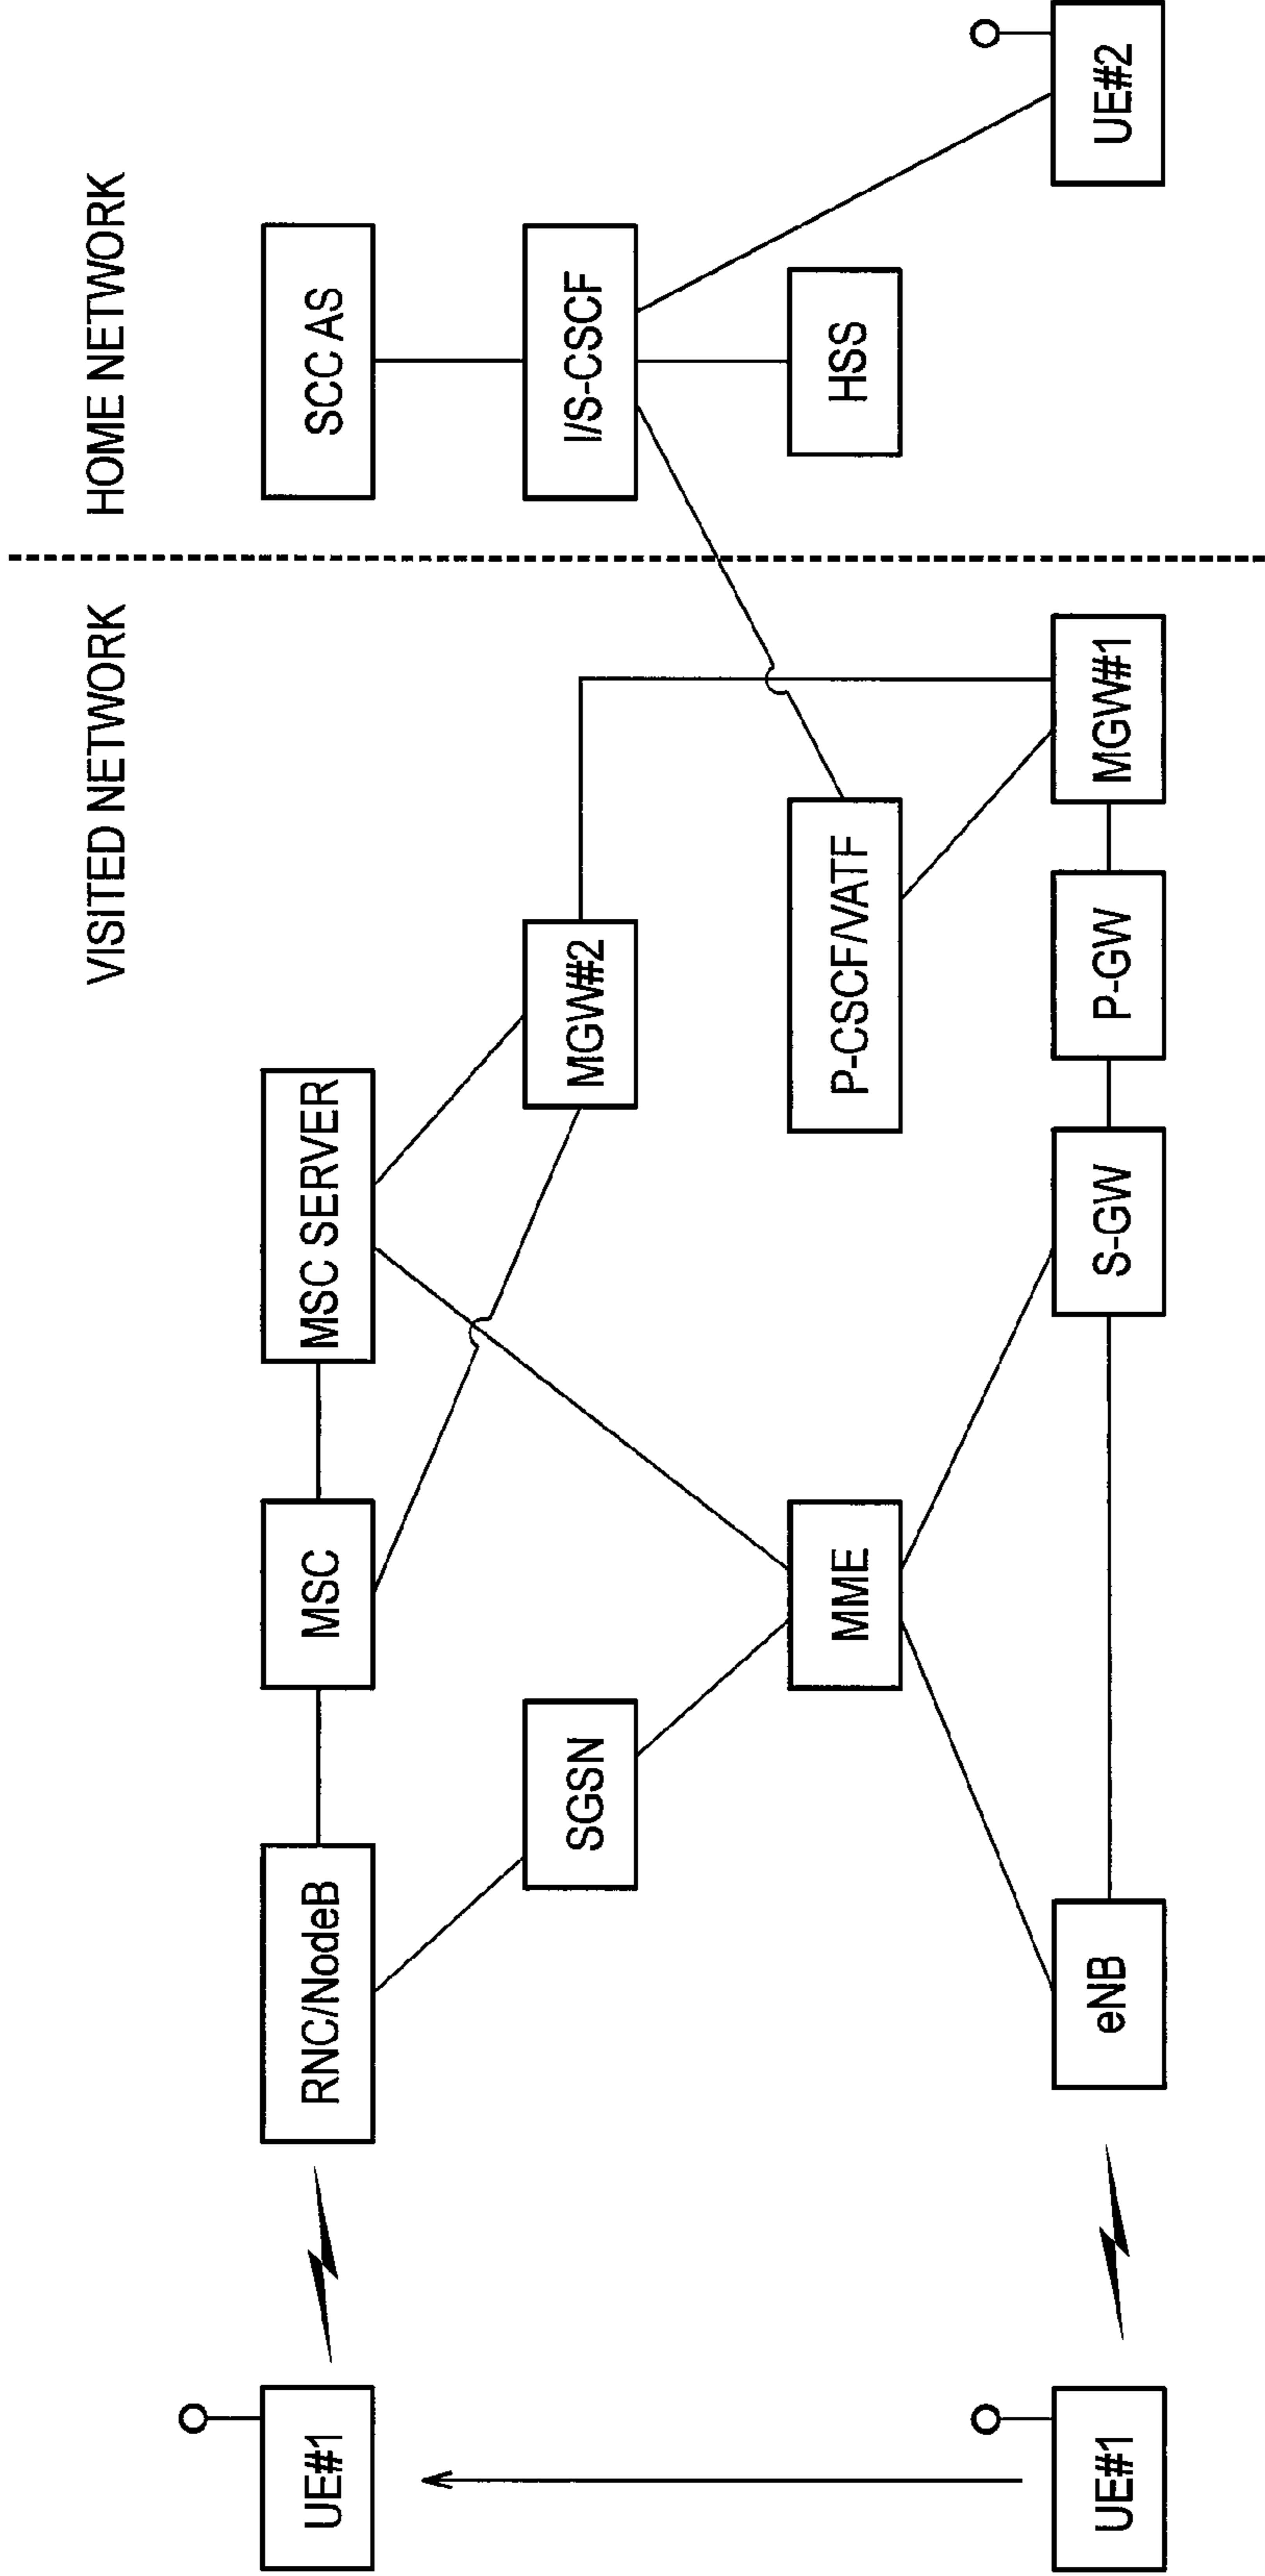 VISITED NETWORK
HOME NETWORK
UE#1
RNC/NodeB
MSC
MSC SERVER
SCC AS
SGSN
MGW#2
I/S-CSCF
MME
P-CSCF/VATF
HSS
UE#1
eNB
S-GW
P-GW
MGW#1
UE#2